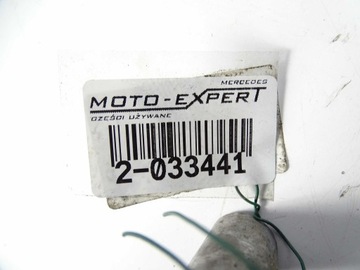 MERCEDES
MOTO-EXPERT
CZĘŚCI UŻYWANE
2-033441